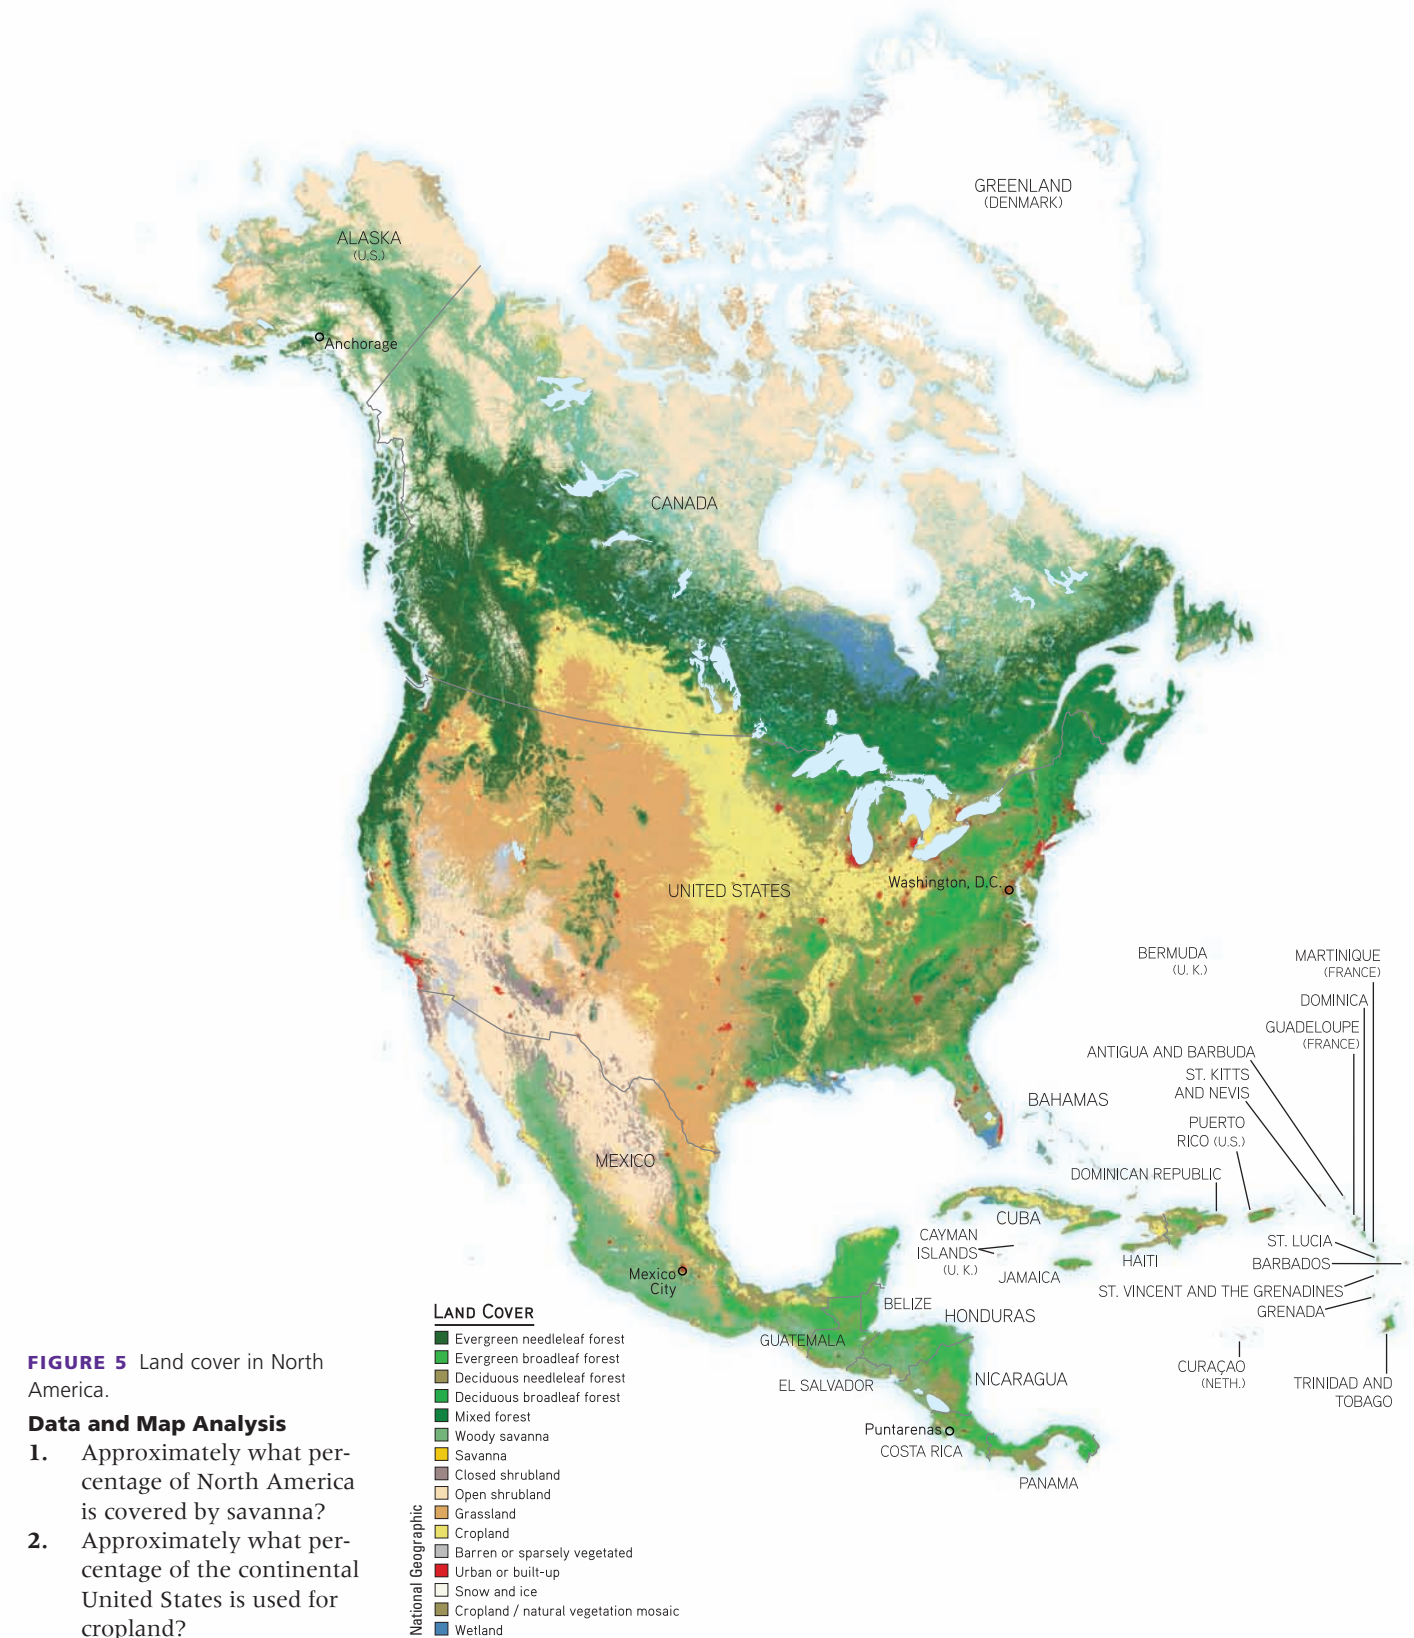 GREENLAND
(DENMARK)
ALASKA
(U.S.)
Anchorage
CANADA
UNITED STATES
Washington, D.C.
BERMUDA
(U. K.)
MARTINIQUE
(FRANCE)
DOMINICA
GUADELOUPE
(FRANCE)
ANTIGUA AND BARBUDA
ST. KITTS
AND NEVIS
BAHAMAS
PUERTO
RICO (U.S.)
MEXICO
DOMINICAN REPUBLIC
CUBA
CAYMAN
ISLANDS
(U. K.)
JAMAICA
HAITI
ST. LUCIA
BARBADOS
ST. VINCENT AND THE GRENADINES
GRENADA
Mexico
City
BELIZE
HONDURAS
GUATEMALA
EL SALVADOR
NICARAGUA
CURAÇAO
(NETH.)
TRINIDAD AND
TOBAGO
Puntarenas
COSTA RICA
PANAMA
LAND COVER
Evergreen needleleaf forest
Evergreen broadleaf forest
Deciduous needleleaf forest
Deciduous broadleaf forest
Mixed forest
Woody savanna
Savanna
Closed shrubland
Open shrubland
Grassland
Cropland
Barren or sparsely vegetated
Urban or built-up
Snow and ice
Cropland / natural vegetation mosaic
Wetland
National Geographic
FIGURE 5 Land cover in North
America.
Data and Map Analysis
1. Approximately what per-
centage of North America
is covered by savanna?
2. Approximately what per-
centage of the continental
United States is used for
cropland?